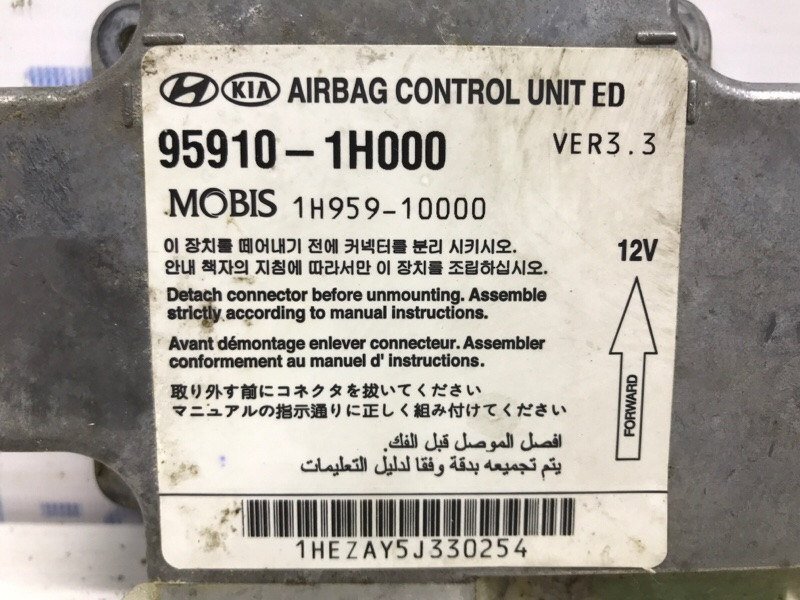 HYUNDAI KIA AIRBAG CONTROL UNIT ED
95910-1H000 VER3.3
MOBIS 1H959-10000
이 장치를 떼어내기 전에 커넥터를 분리 시키시오.
안내 책자의 지침에 따라서만 이 장치를 조립하십시오.
12V
Detach connector before unmounting. Assemble
strictly according to manual instructions.
Avant démontage enlever connecteur. Assembler
conformement au manuel d' instructions.
FORWARD
取り外す前にコネクタを抜いてください
マニュアルの指示通りに正しく組み付けてください
افصل الموصل قبل الفك.
يتم تجميعه بدقة وفقا لدليل التعليمات
1HEZAY5J330254